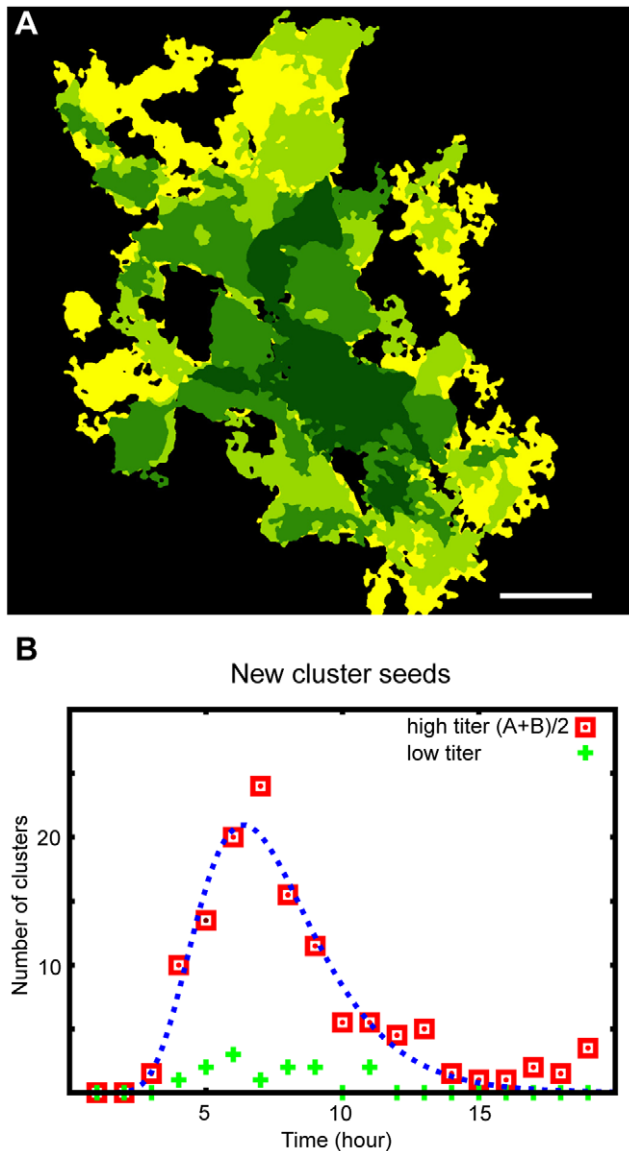 A
B
New cluster seeds
high titer (A+B)/2
low titer
Number of clusters
20
10
5
10
15
Time (hour)